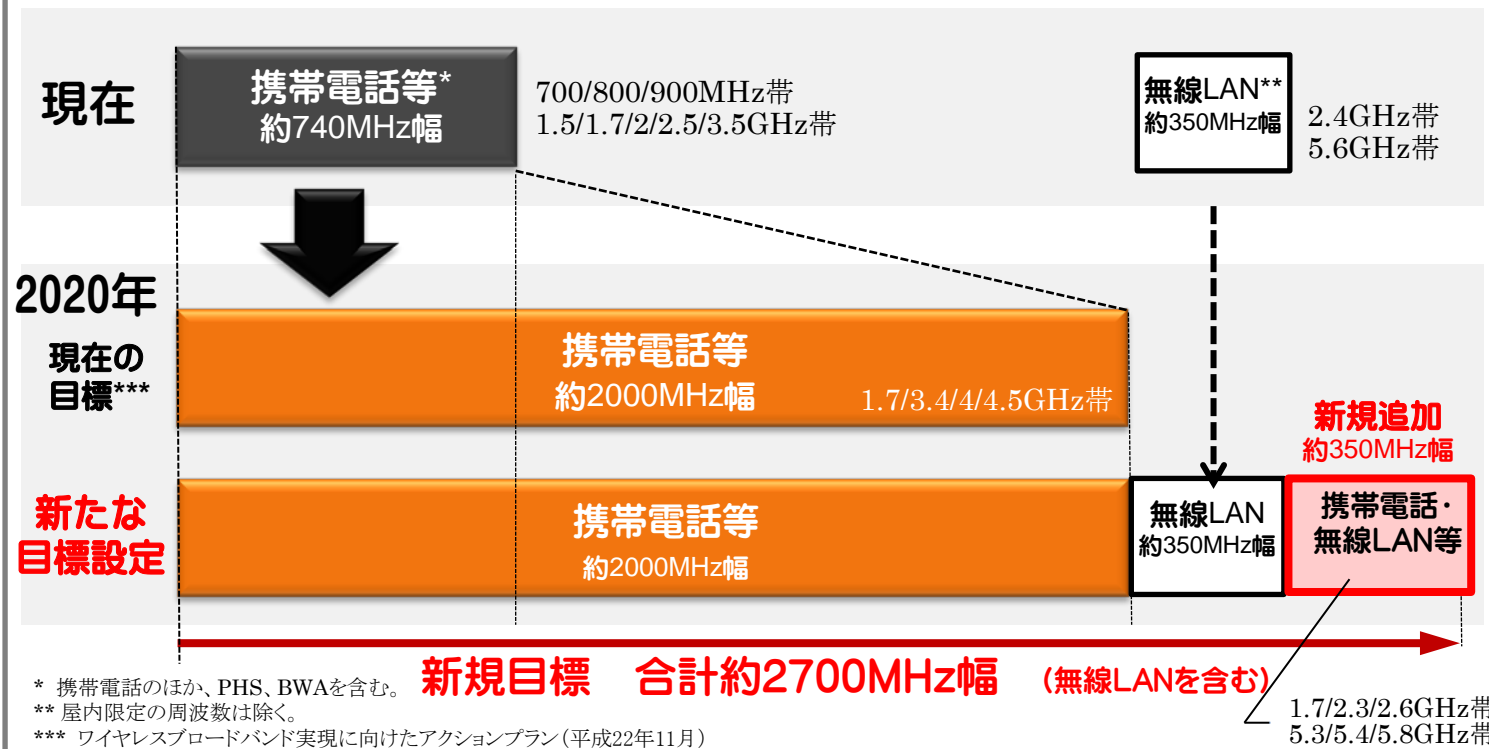 現在
携帯電話等*
約740MHz幅
700/800/900MHz帯
1.5/1.7/2/2.5/3.5GHz帯
無線LAN**
約350MHz幅
2.4GHz帯
5.6GHz帯
2020年
現在の
目標***
携帯電話等
約2000MHz幅
1.7/3.4/4/4.5GHz帯
新規追加
約350MHz幅
新たな
目標設定
携帯電話等
約2000MHz幅
無線LAN
約350MHz幅
携帯電話・
無線LAN等
新規目標　合計約2700MHz幅　(無線LANを含む)
1.7/2.3/2.6GHz帯
5.3/5.4/5.8GHz帯
* 携帯電話のほか、PHS、BWAを含む。
** 屋内限定の周波数は除く。
*** ワイヤレスブロードバンド実現に向けたアクションプラン（平成22年11月）